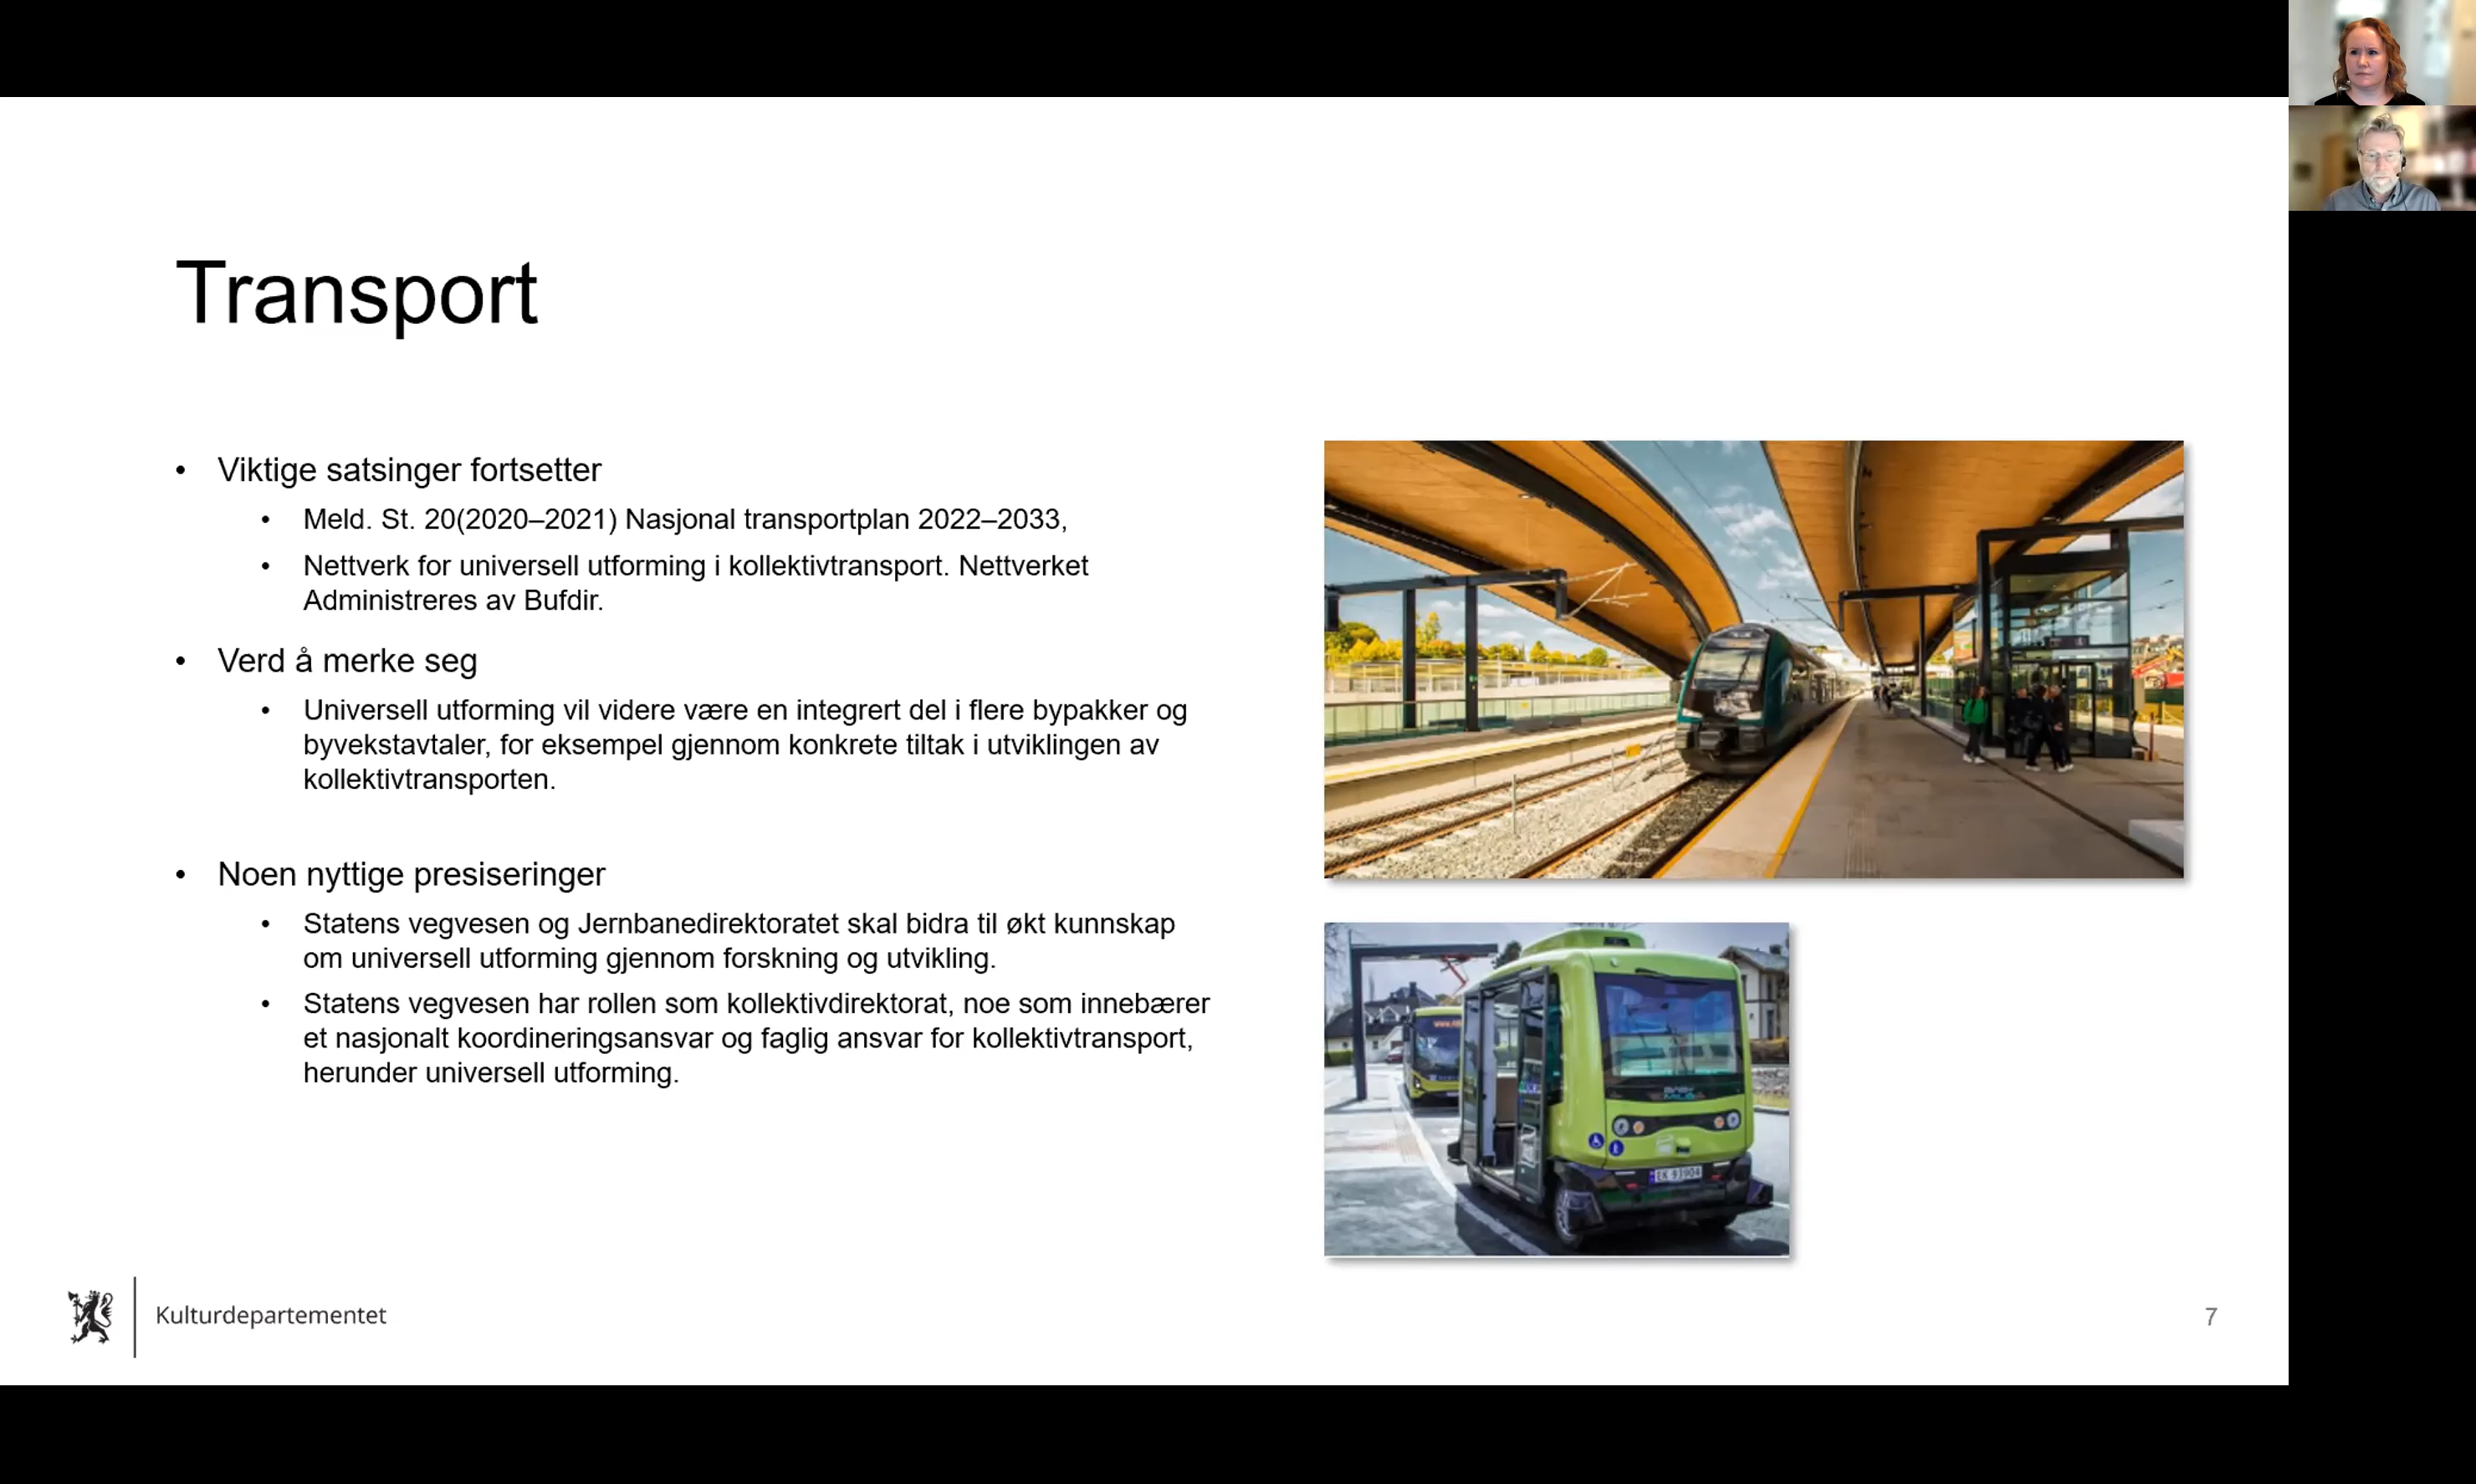 Transport
• Viktige satsinger fortsetter
• Meld. St. 20(2020–2021) Nasjonal transportplan 2022–2033,
• Nettverk for universell utforming i kollektivtransport. Nettverket
Administreres av Bufdir.
• Verd å merke seg
• Universell utforming vil videre være en integrert del i flere bypakker og
byvekstavtaler, for eksempel gjennom konkrete tiltak i utviklingen av
kollektivtransporten.
• Noen nyttige presiseringer
• Statens vegvesen og Jernbanedirektoratet skal bidra til økt kunnskap
om universell utforming gjennom forskning og utvikling.
• Statens vegvesen har rollen som kollektivdirektorat, noe som innebærer
et nasjonalt koordineringsansvar og faglig ansvar for kollektivtransport,
herunder universell utforming.
EK 93904
Kulturdepartementet
7